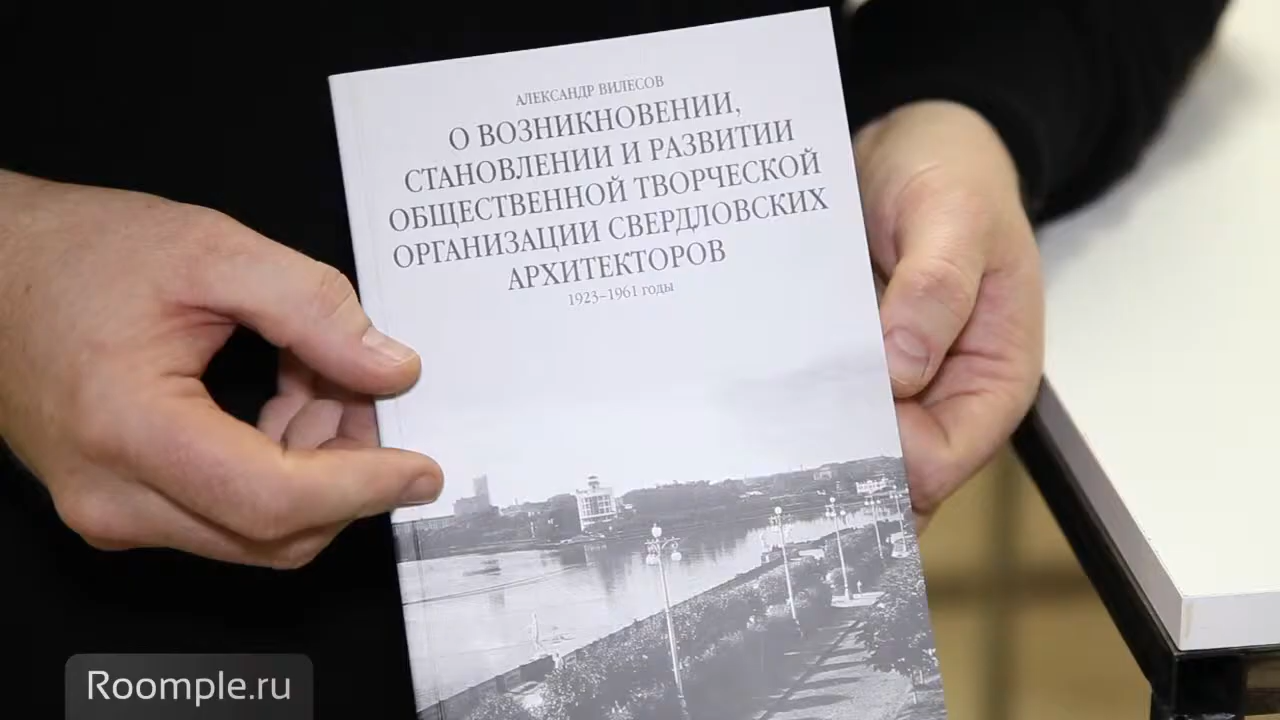 АЛЕКСАНДР ВИЛЕСОВ
О ВОЗНИКНОВЕНИИ,
СТАНОВЛЕНИИ И РАЗВИТИИ
ОБЩЕСТВЕННОЙ ТВОРЧЕСКОЙ
ОРГАНИЗАЦИИ СВЕРДЛОВСКИХ
АРХИТЕКТОРОВ
1923–1961 годы
Roomple.ru